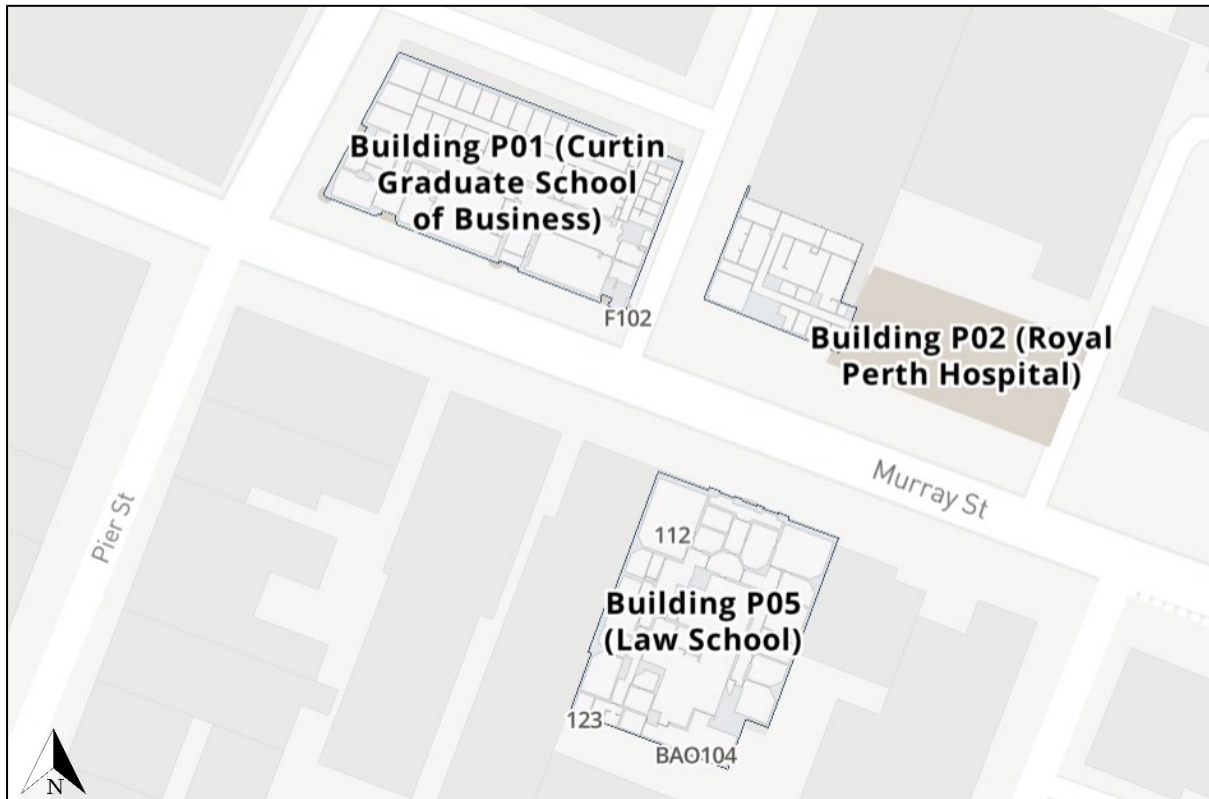 Building P01 (Curtin
Graduate School
of Business)
F102
Building P02 (Royal
Perth Hospital)
Murray St
Pier St
112
Building P05
(Law School)
123
BAO104
N